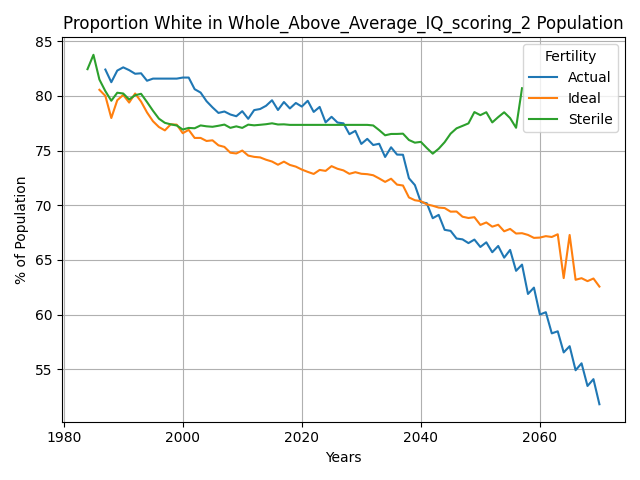 Proportion White in Whole_Above_Average_IQ_scoring_2 Population
% of Population
85
80
75
70
65
60
55
1980
2000
2020
2040
2060
Years
Fertility
Actual
Ideal
Sterile